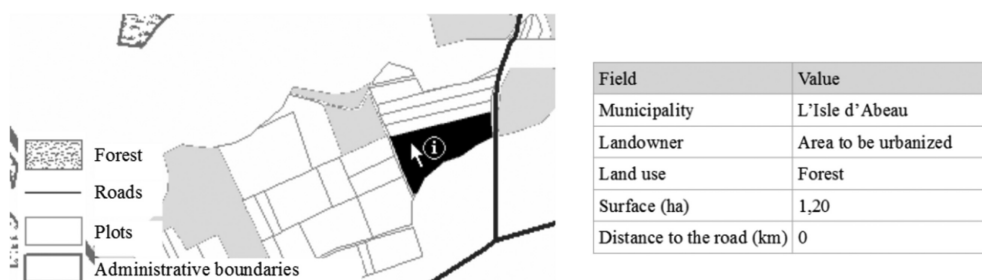 Forest
Roads
Plots
Administrative boundaries
i
Field Value
Municipality L'Isle d'Abeau
Landowner Area to be urbanized
Land use Forest
Surface (ha) 1,20
Distance to the road (km) 0